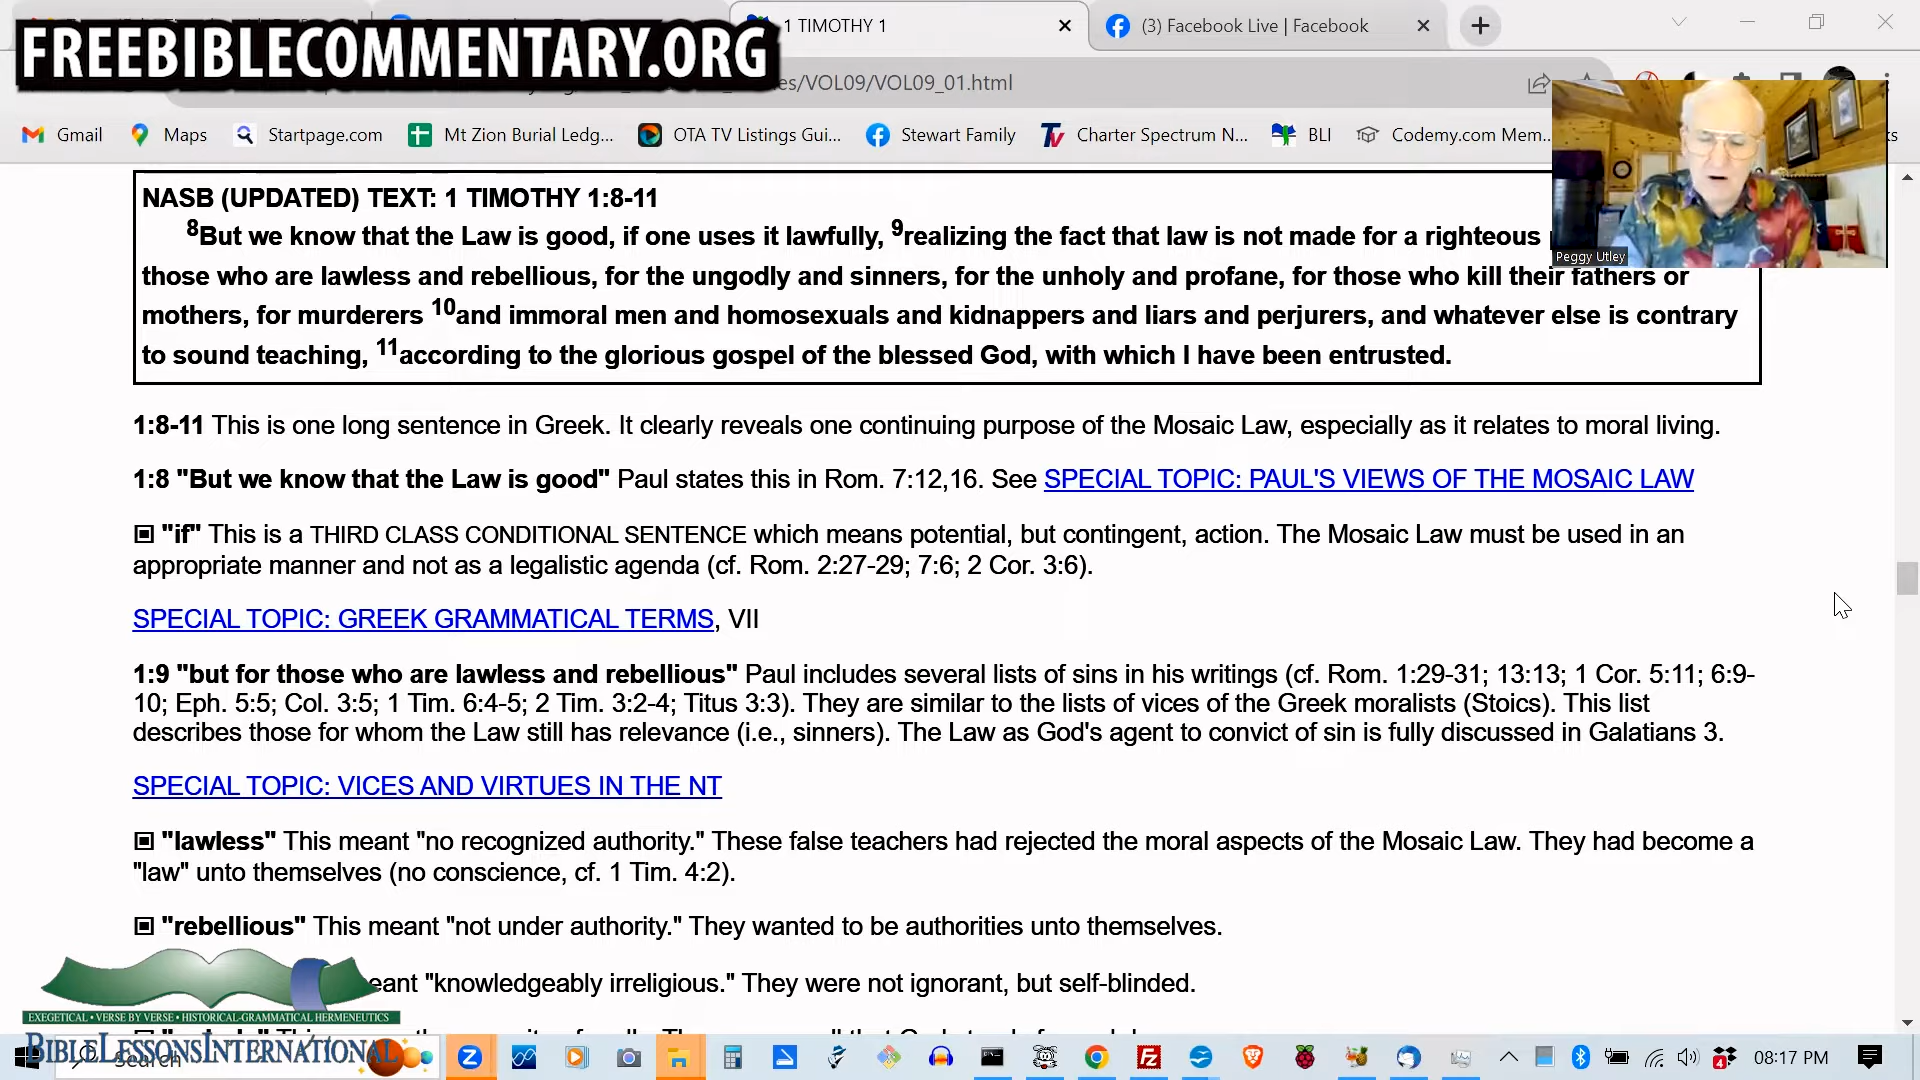 1 TIMOTHY 1
(3) Facebook Live | Facebook
FREEBIBLECOMMENTARY.ORG
es/VOL09/VOL09_01.html
Gmail
Maps
Startpage.com
Mt Zion Burial Ledg...
OTA TV Listings Gui...
Stewart Family
Charter Spectrum N...
BLI
Codemy.com Mem...
ks
NASB (UPDATED) TEXT: 1 TIMOTHY 1:8-11
8But we know that the Law is good, if one uses it lawfully, 9realizing the fact that law is not made for a righteous
those who are lawless and rebellious, for the ungodly and sinners, for the unholy and profane, for those who kill their fathers or
mothers, for murderers 10and immoral men and homosexuals and kidnappers and liars and perjurers, and whatever else is contrary
to sound teaching, 11according to the glorious gospel of the blessed God, with which I have been entrusted.
Peggy Utley
1:8-11 This is one long sentence in Greek. It clearly reveals one continuing purpose of the Mosaic Law, especially as it relates to moral living.
1:8 "But we know that the Law is good" Paul states this in Rom. 7:12,16. See SPECIAL TOPIC: PAUL'S VIEWS OF THE MOSAIC LAW
"if" This is a THIRD CLASS CONDITIONAL SENTENCE which means potential, but contingent, action. The Mosaic Law must be used in an
appropriate manner and not as a legalistic agenda (cf. Rom. 2:27-29; 7:6; 2 Cor. 3:6).
SPECIAL TOPIC: GREEK GRAMMATICAL TERMS, VII
1:9 "but for those who are lawless and rebellious" Paul includes several lists of sins in his writings (cf. Rom. 1:29-31; 13:13; 1 Cor. 5:11; 6:9-
10; Eph. 5:5; Col. 3:5; 1 Tim. 6:4-5; 2 Tim. 3:2-4; Titus 3:3). They are similar to the lists of vices of the Greek moralists (Stoics). This list
describes those for whom the Law still has relevance (i.e., sinners). The Law as God's agent to convict of sin is fully discussed in Galatians 3.
SPECIAL TOPIC: VICES AND VIRTUES IN THE NT
"lawless" This meant "no recognized authority." These false teachers had rejected the moral aspects of the Mosaic Law. They had become a
"law" unto themselves (no conscience, cf. 1 Tim. 4:2).
"rebellious" This meant "not under authority." They wanted to be authorities unto themselves.
eant "knowledgeably irreligious." They were not ignorant, but self-blinded.
EXEGETICAL • VERSE BY VERSE • HISTORICAL-GRAMMATICAL HERMENEUTICS
BIBLELESSONSINTERNATIONAL
Search
4
08:17 PM